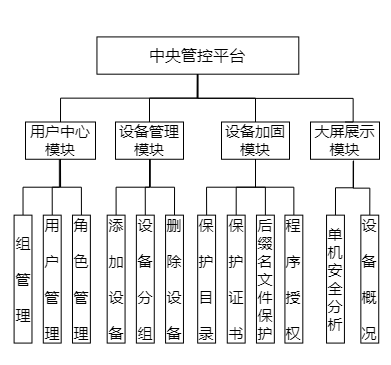 中央管控平台
用户中心
模块
设备管理
模块
设备加固
模块
大屏展示
模块
组管理
用户管理
角色管理
添加设备
设备分组
删除设备
保护目录
保护证书
后缀名文件保护
程序授权
单机安全分析
设备概况